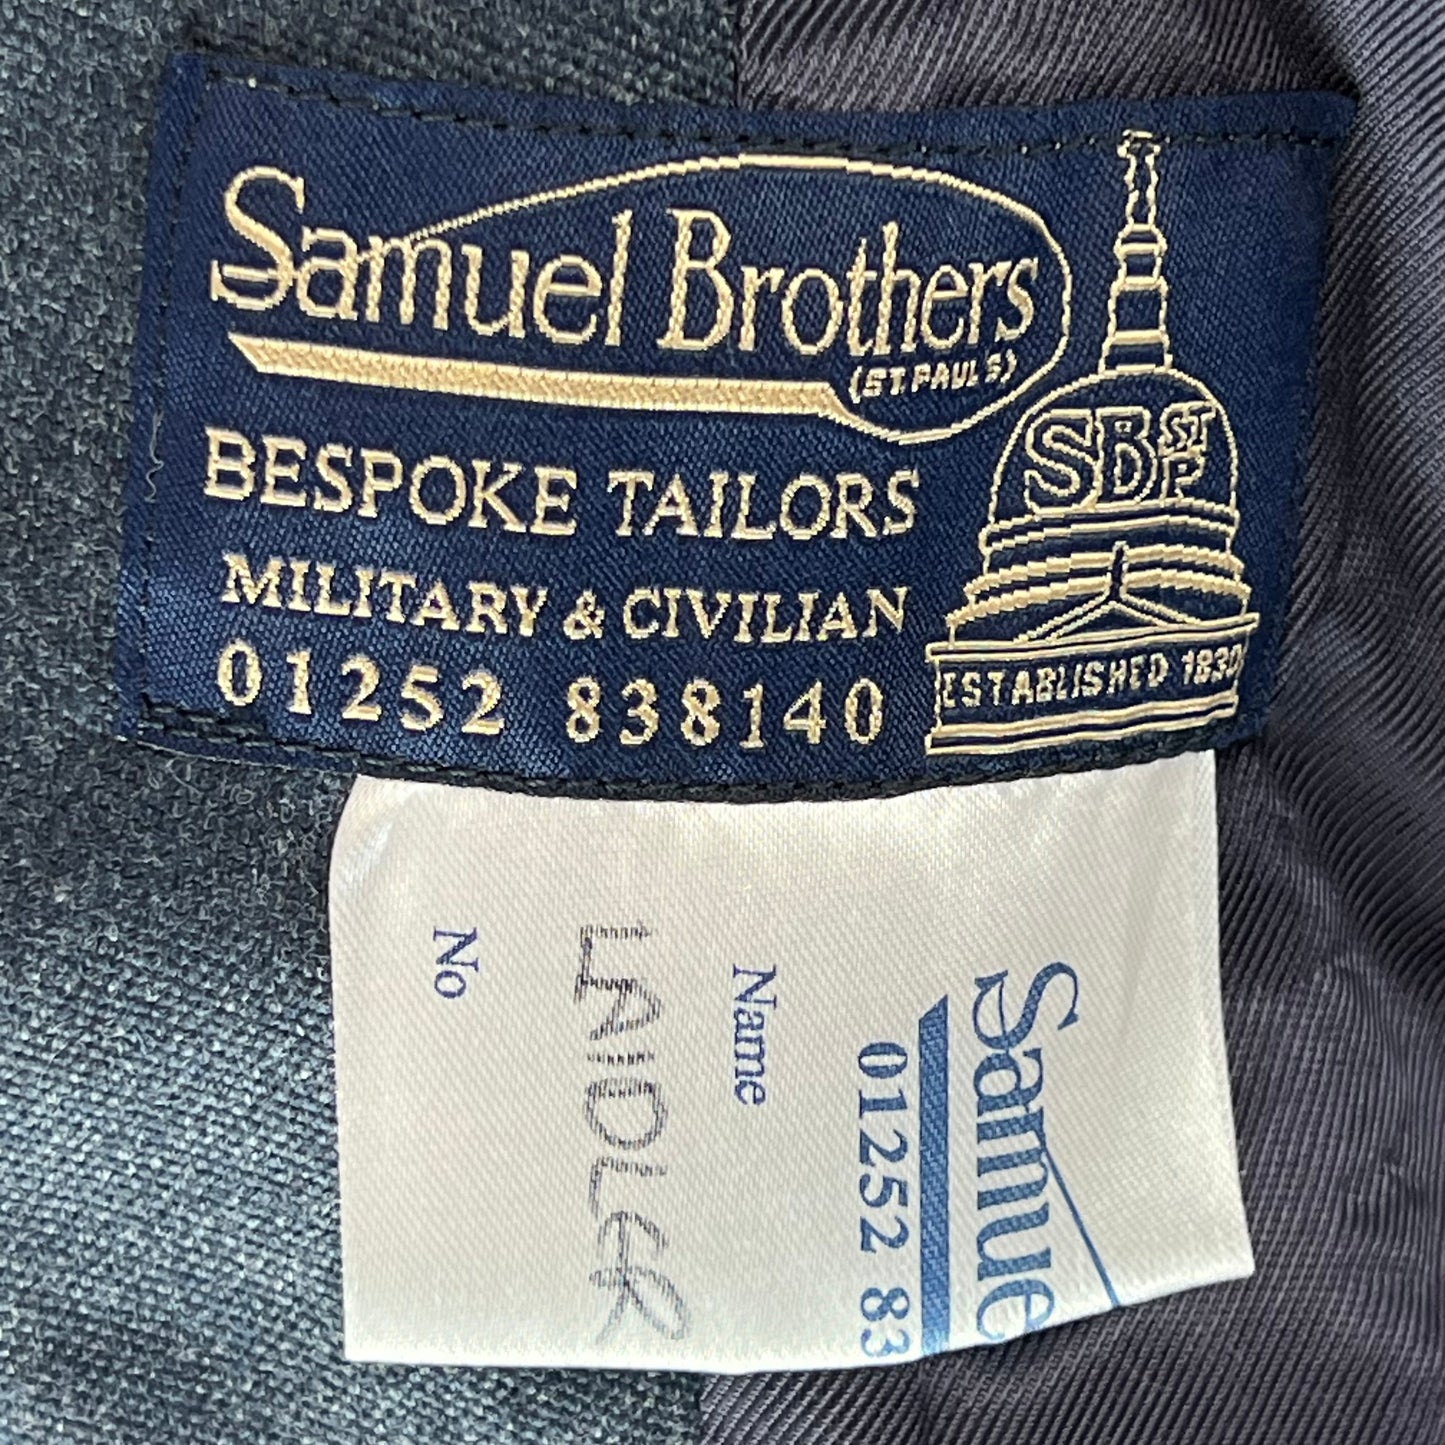 Samuel Brothers
(ST. PAUL'S)
BESPOKE TAILORS
MILITARY & CIVILIAN
01252 838140
SB ST P
ESTABLISHED 1830
Samue
01252 83
Name
LAIDLER
No